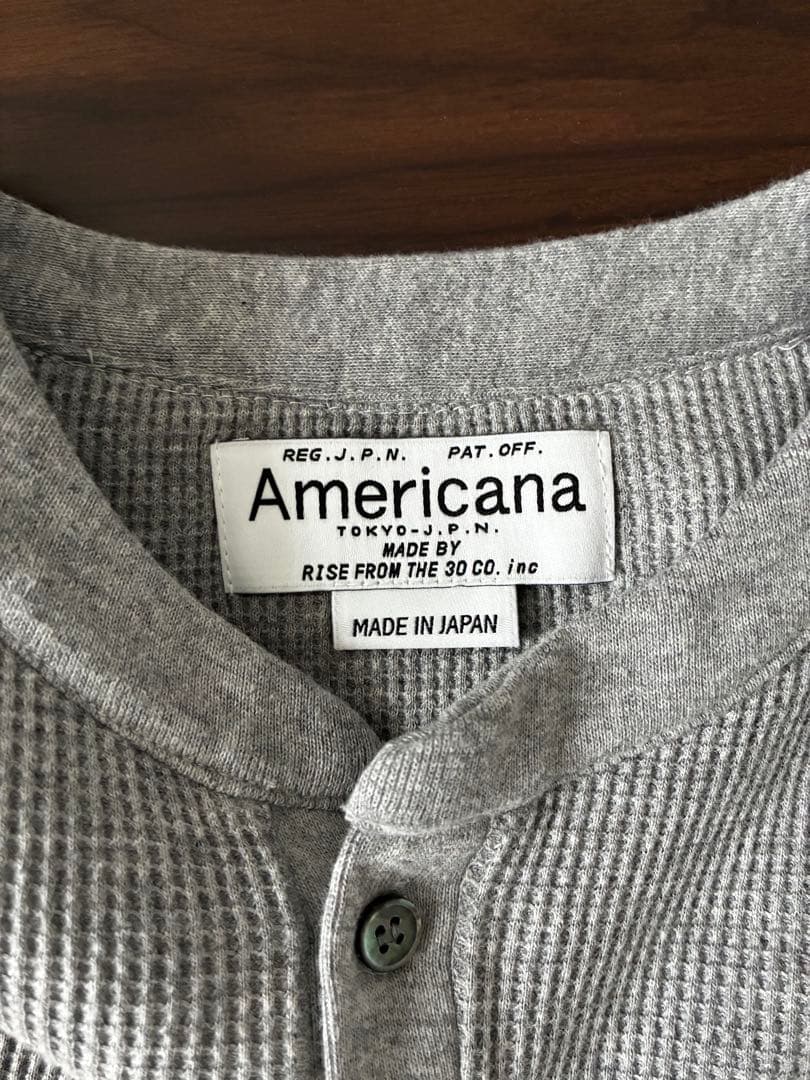 REG.J.P.N. PAT.OFF.
Americana
TOKYO-J.P.N.
MADE BY
RISE FROM THE 30 CO. inc
MADE IN JAPAN